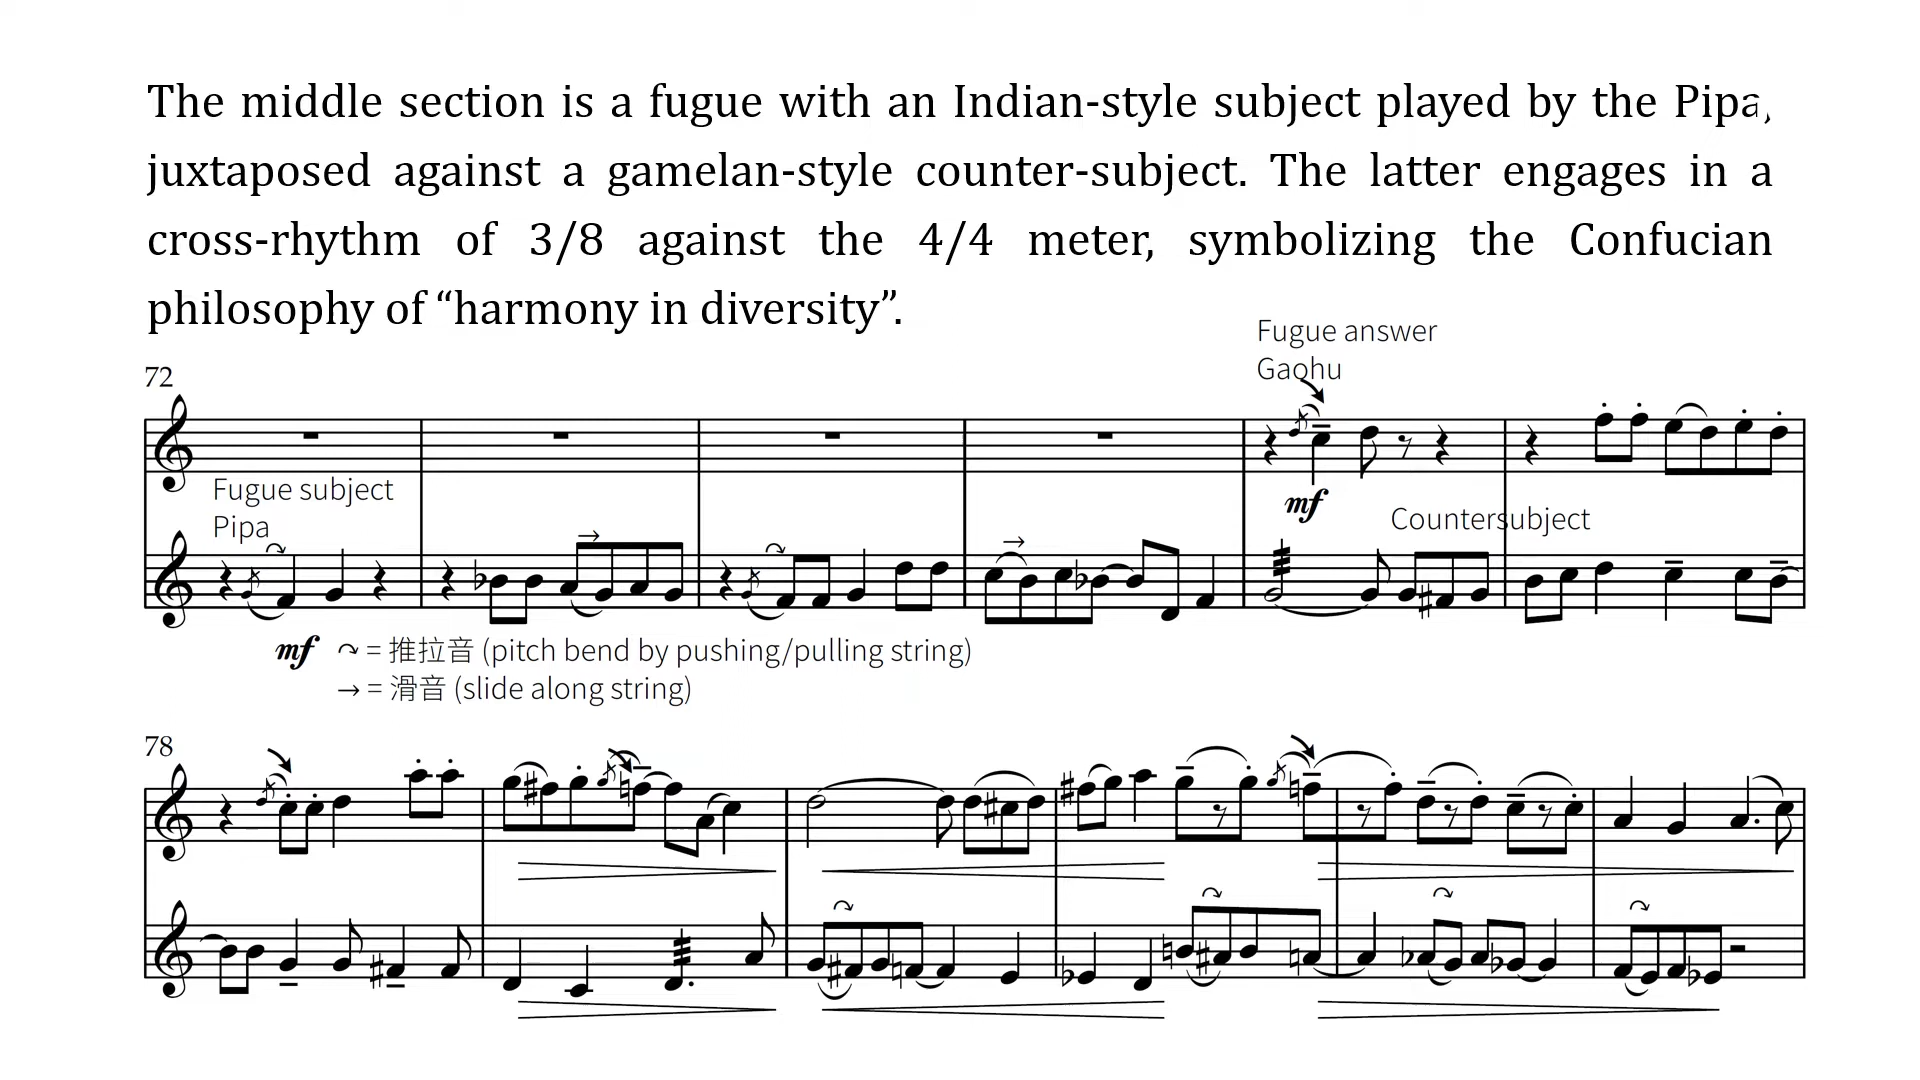 The middle section is a fugue with an Indian-style subject played by the Pipa,
juxtaposed against a gamelan-style counter-subject. The latter engages in a
cross-rhythm of 3/8 against the 4/4 meter, symbolizing the Confucian
philosophy of “harmony in diversity”.
Fugue answer
Gaohu
72
mf
Fugue subject
Pipa
Countersubject
mf ↷ = 推拉音 (pitch bend by pushing/pulling string)
→ = 滑音 (slide along string)
78